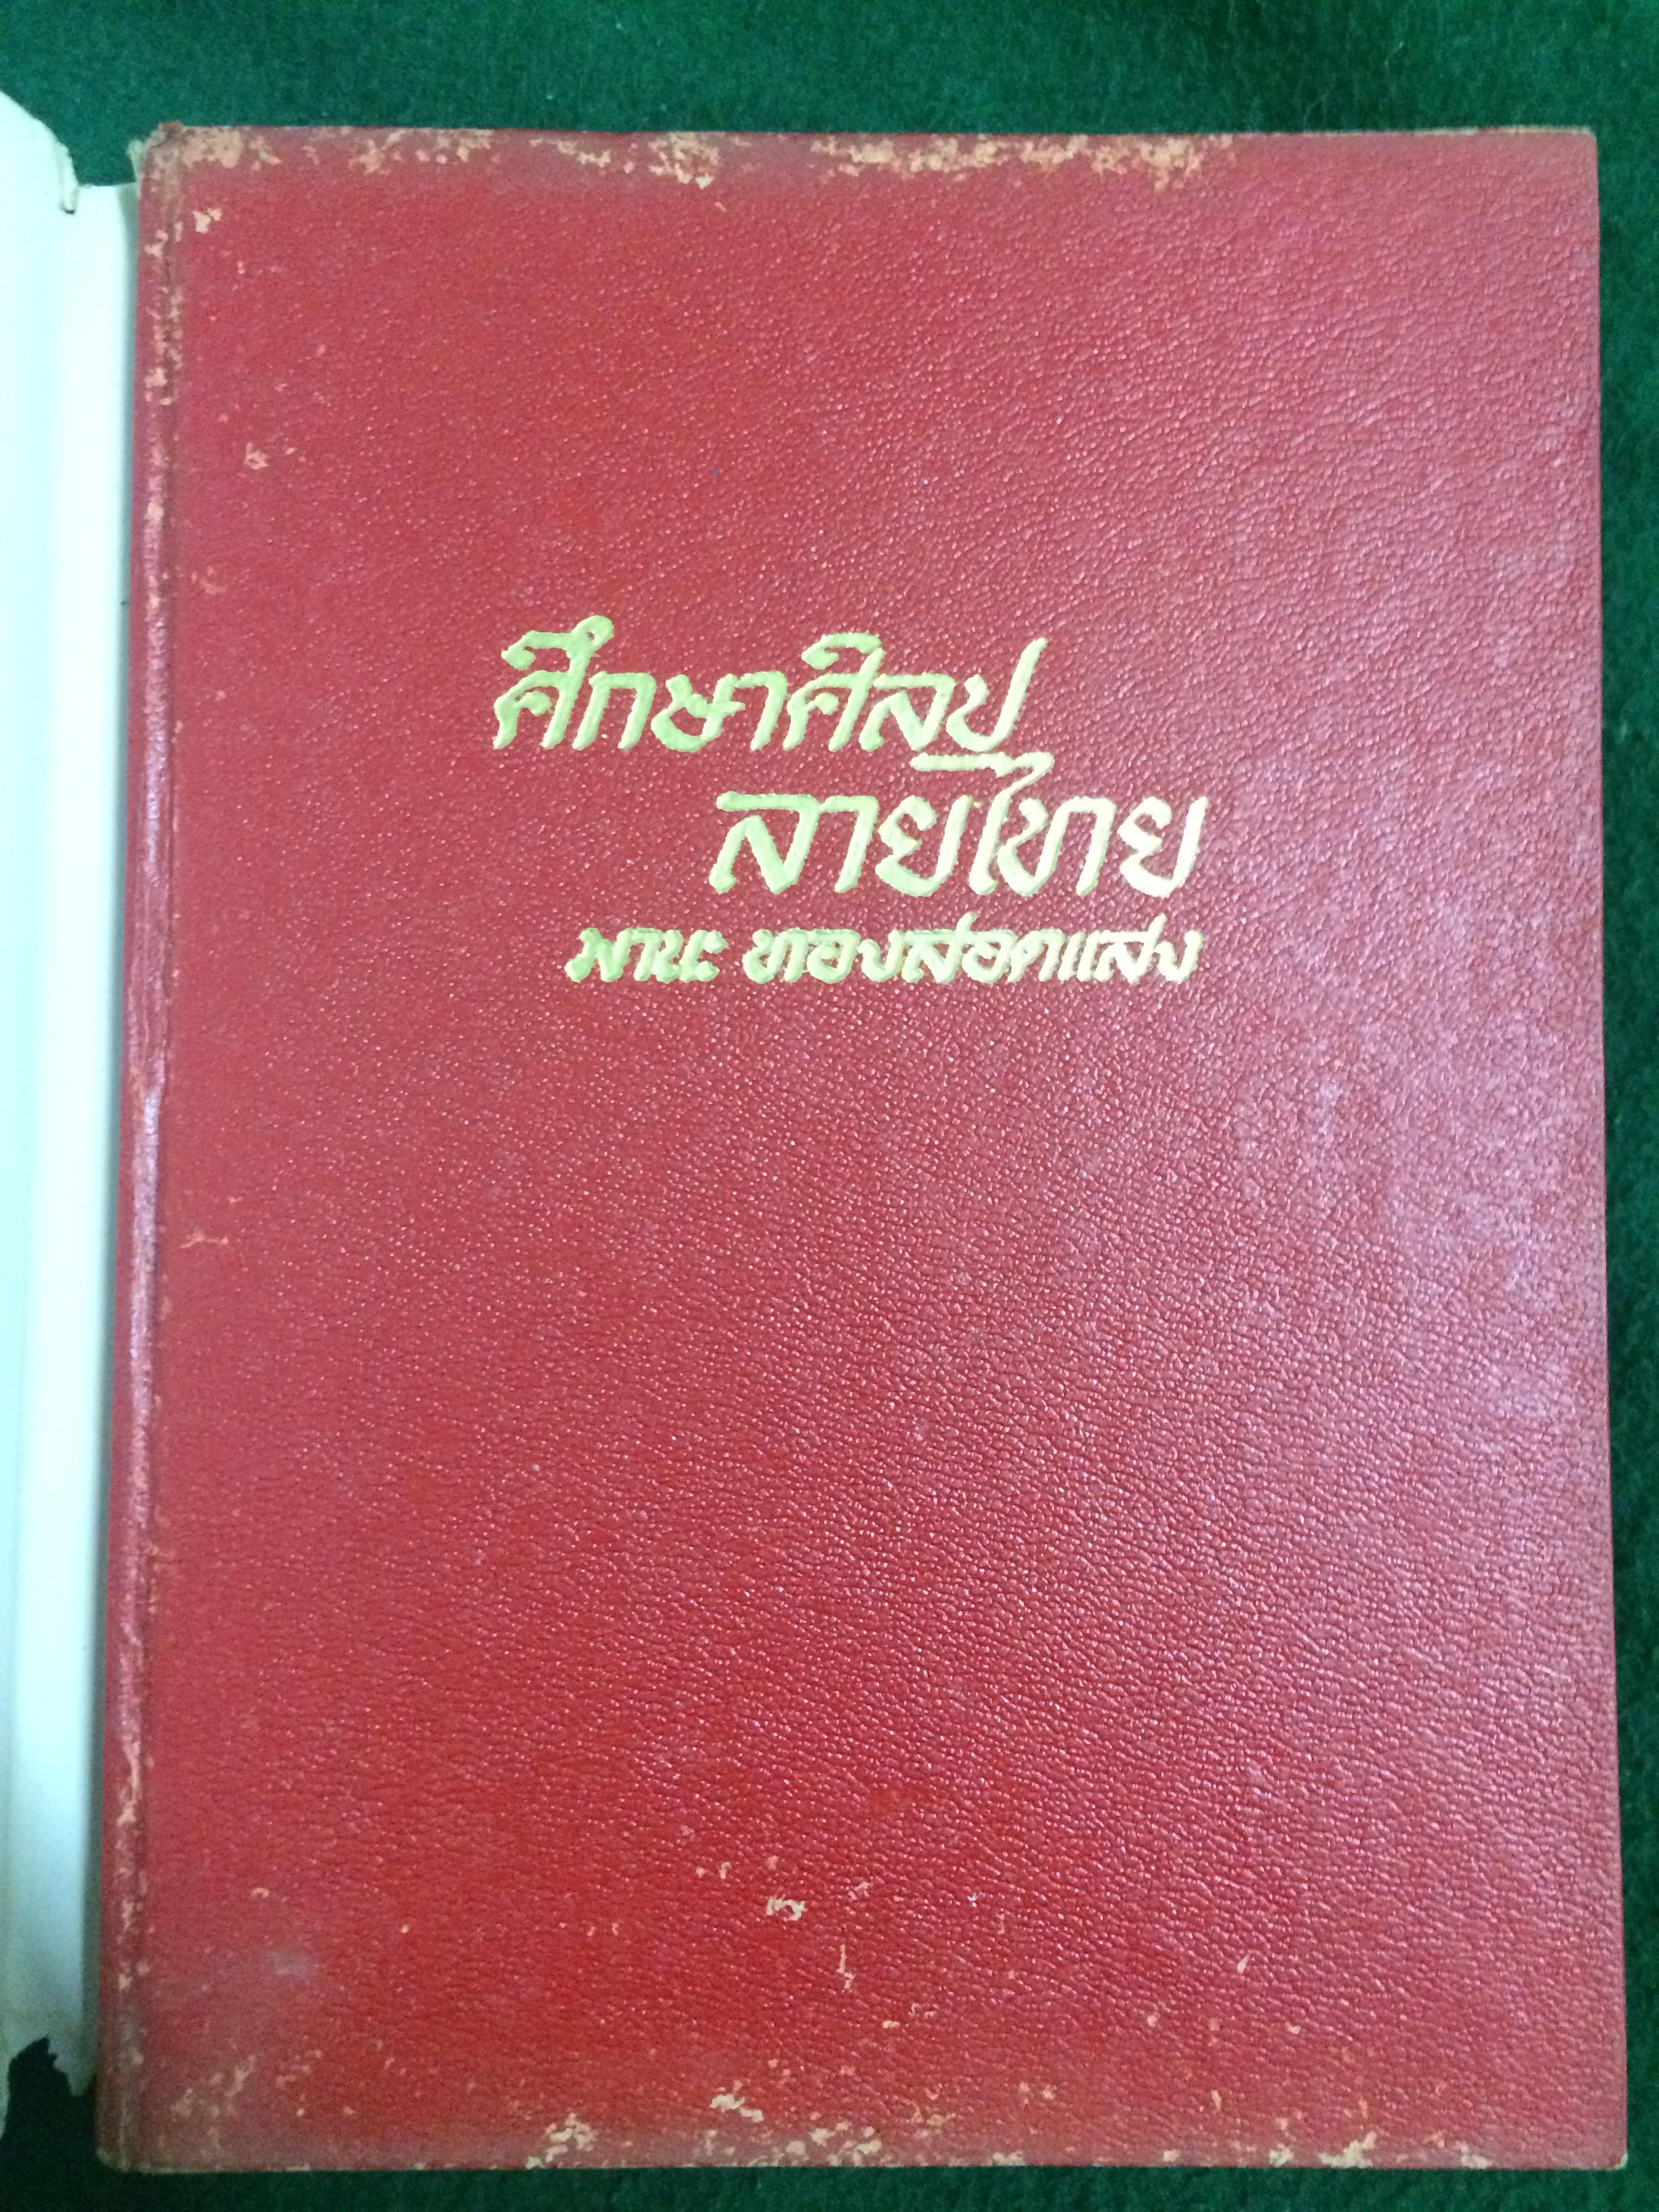 ศึกษาศิลป
ลายไทย
มานะ ทองสอดแสง